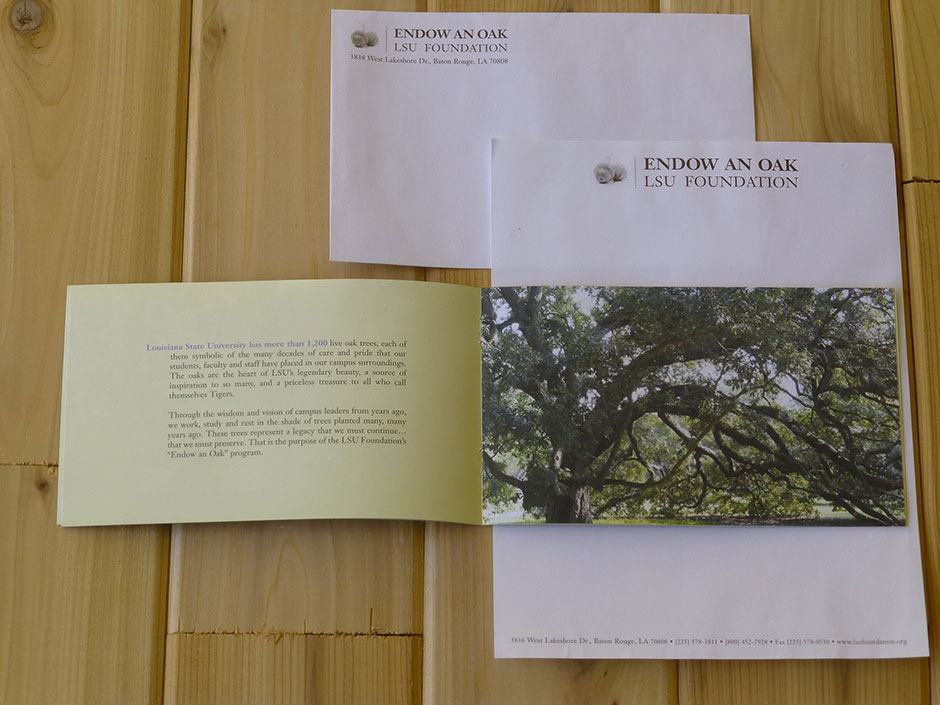 ENDOW AN OAK
LSU FOUNDATION
3838 West Lakeshore Dr., Baton Rouge, LA 70808
ENDOW AN OAK
LSU FOUNDATION
Louisiana State University has more than 1,200 live oak trees, each of
them symbolic of the many decades of care and pride that our
students, faculty and staff have placed in our campus surroundings.
The oaks are the heart of LSU's legendary beauty, a source of
inspiration to so many, and a priceless treasure to all who call
themselves Tigers.
Through the wisdom and vision of campus leaders from years ago,
we work, study and rest in the shade of trees planted many, many
years ago. These trees represent a legacy that we must continue…
that we must preserve. That is the purpose of the LSU Foundation's
"Endow an Oak" program.
3838 West Lakeshore Dr., Baton Rouge, LA 70808 • [225] 578-3811 • [800] 452-7928 • Fax [225] 578-0530 • www.lsufoundation.org